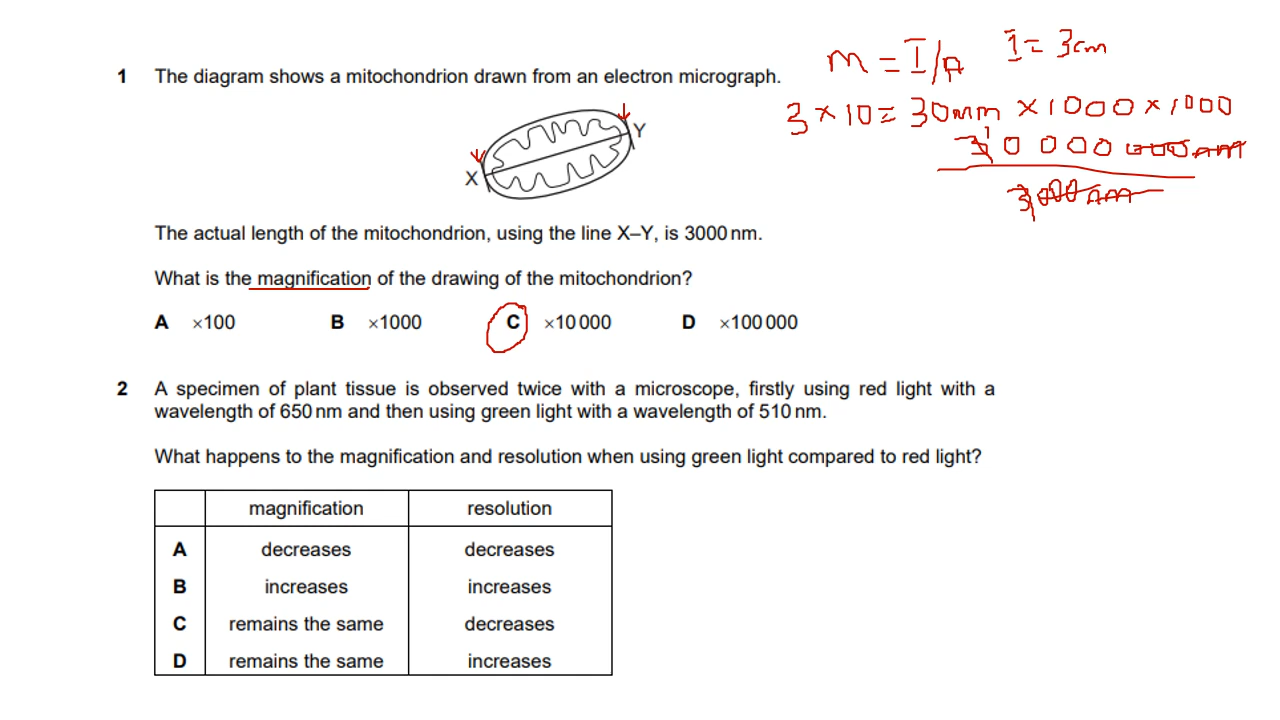 m = I/A I = 3cm
1 The diagram shows a mitochondrion drawn from an electron micrograph.
3 × 10 = 30mm × 1000 × 1000
X Y
30 000 000nm
3000nm
The actual length of the mitochondrion, using the line X–Y, is 3000 nm.
What is the magnification of the drawing of the mitochondrion?
A ×100 B ×1000 C ×10 000 D ×100 000
2 A specimen of plant tissue is observed twice with a microscope, firstly using red light with a
wavelength of 650 nm and then using green light with a wavelength of 510 nm.
What happens to the magnification and resolution when using green light compared to red light?
magnification resolution
A decreases decreases
B increases increases
C remains the same decreases
D remains the same increases